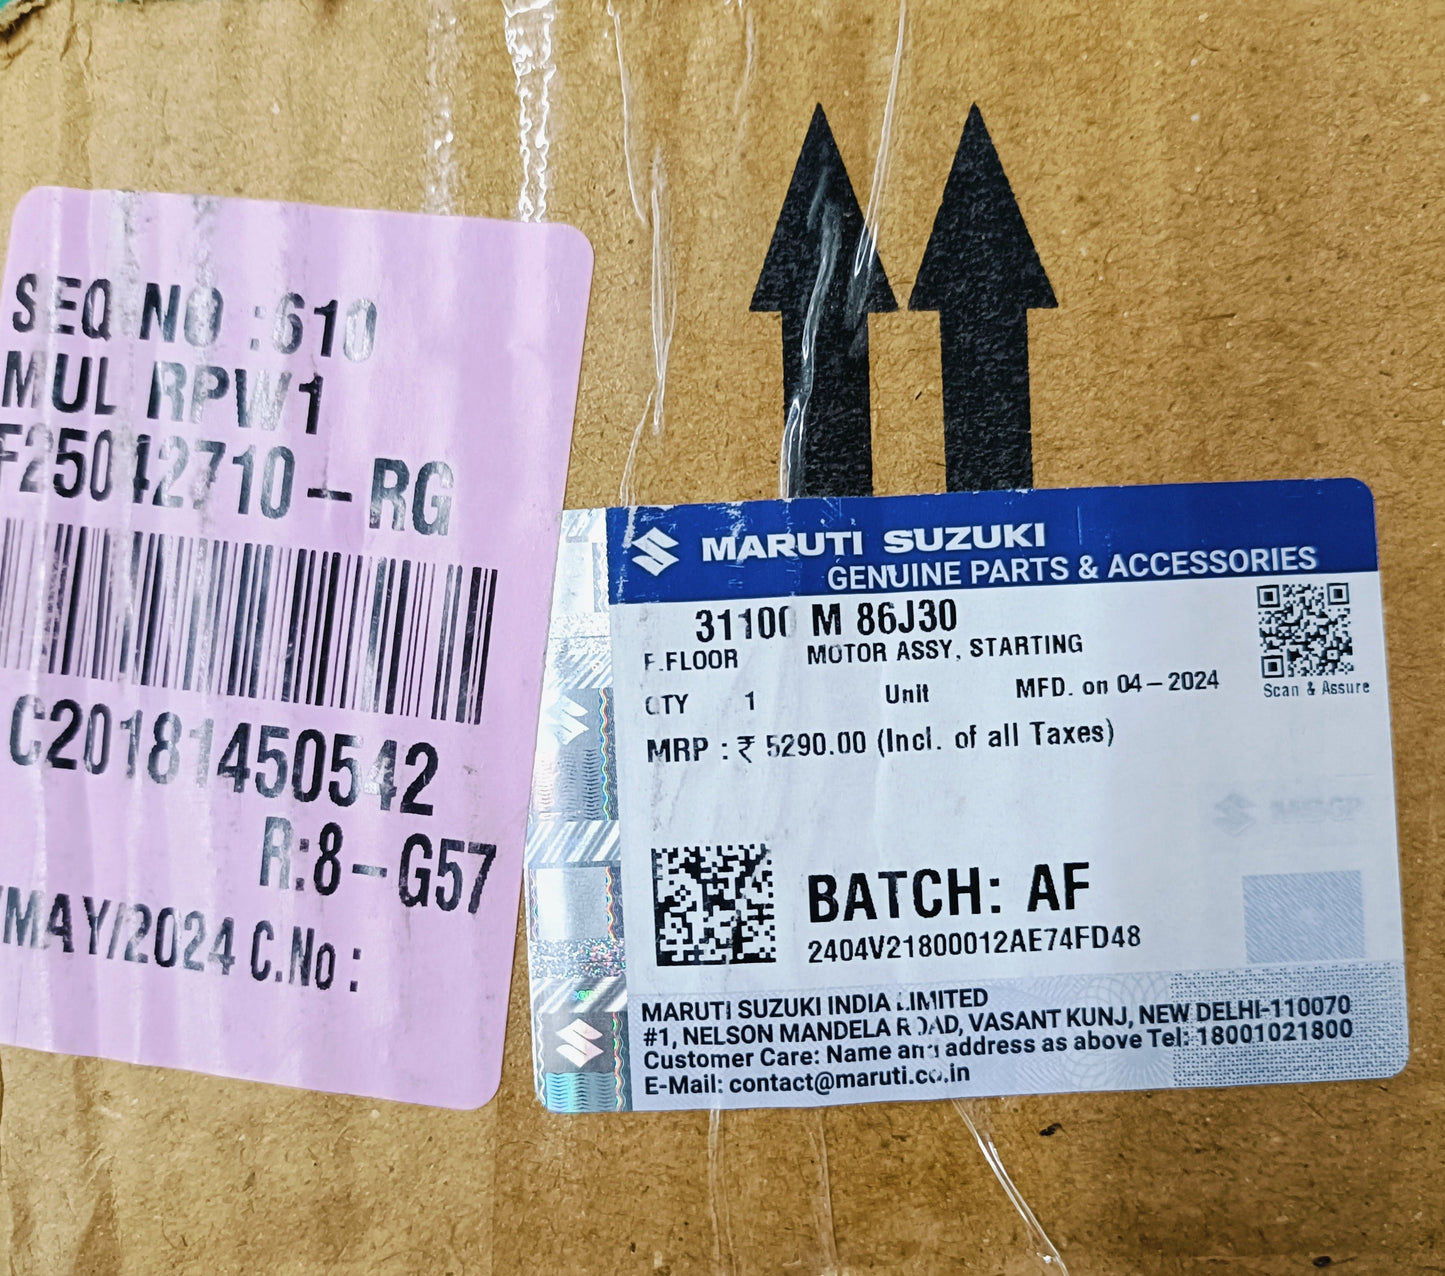 SEQ NO :610
MUL RPW1
F25042710-RG
C20181450542
R:8-G57
MAY/2024 C.No :
MARUTI SUZUKI
GENUINE PARTS & ACCESSORIES
31100 M 86J30
F.FLOOR MOTOR ASSY, STARTING
QTY 1 Unit MFD. on 04-2024
MRP : ₹ 5290.00 (Incl. of all Taxes)
Scan & Assure
MSGP
BATCH: AF
2404V21800012AE74FD48
MARUTI SUZUKI INDIA LIMITED
#1, NELSON MANDELA ROAD, VASANT KUNJ, NEW DELHI-110070
Customer Care: Name and address as above Tel: 18001021800
E-Mail: contact@maruti.co.in